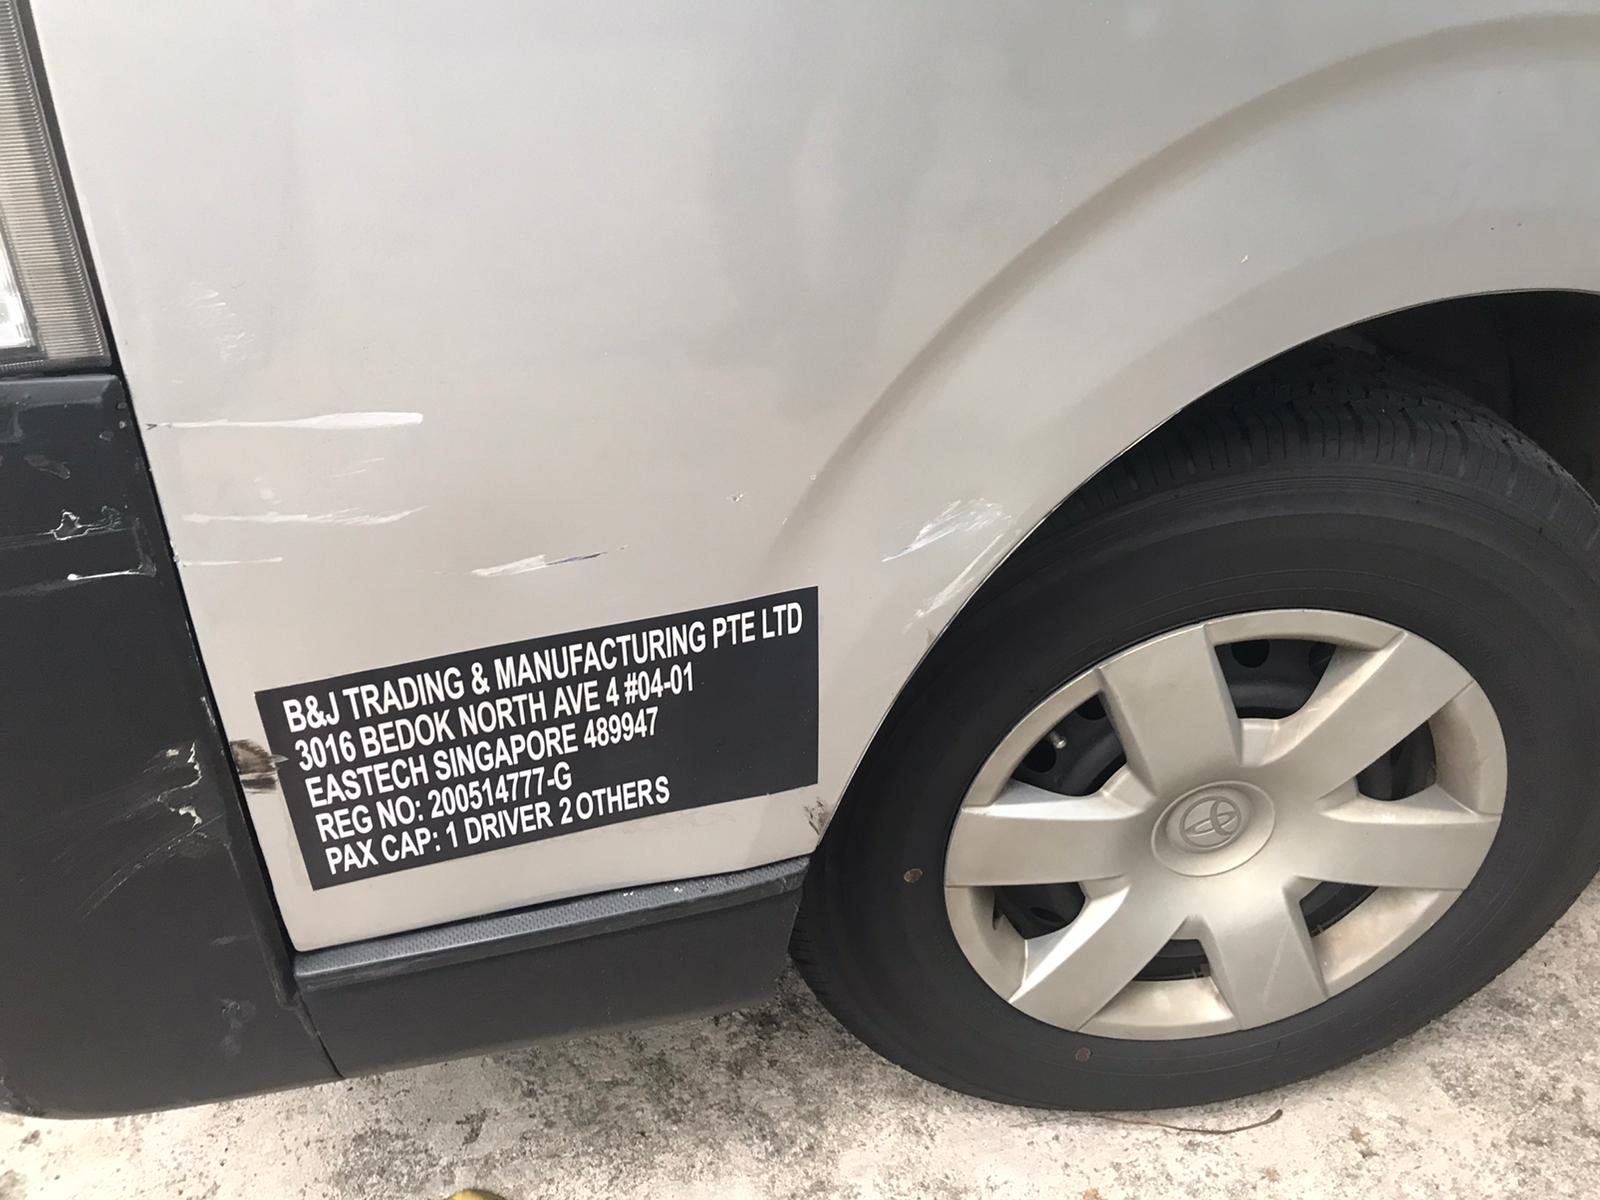 B&J TRADING & MANUFACTURING PTE LTD
3016 BEDOK NORTH AVE 4 #04-01
EASTECH SINGAPORE 489947
REG NO: 200514777-G
PAX CAP: 1 DRIVER 2 OTHERS